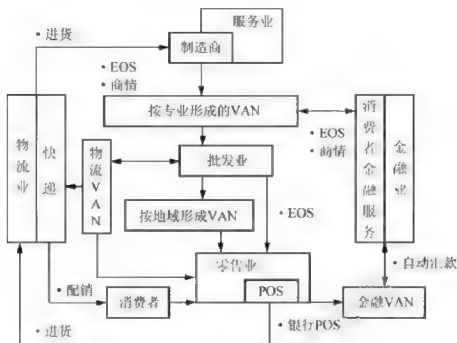 服务业
• 进货
制造商
• EOS
• 商情
按专业形成的VAN
物流业
快递
物流VAN
批发业
• EOS
• 商情
消费者金融服务
金融业
按地域形成VAN
• EOS
零售业
POS
• 自动汇款
• 配销
消费者
金融VAN
• 进货
• 银行POS